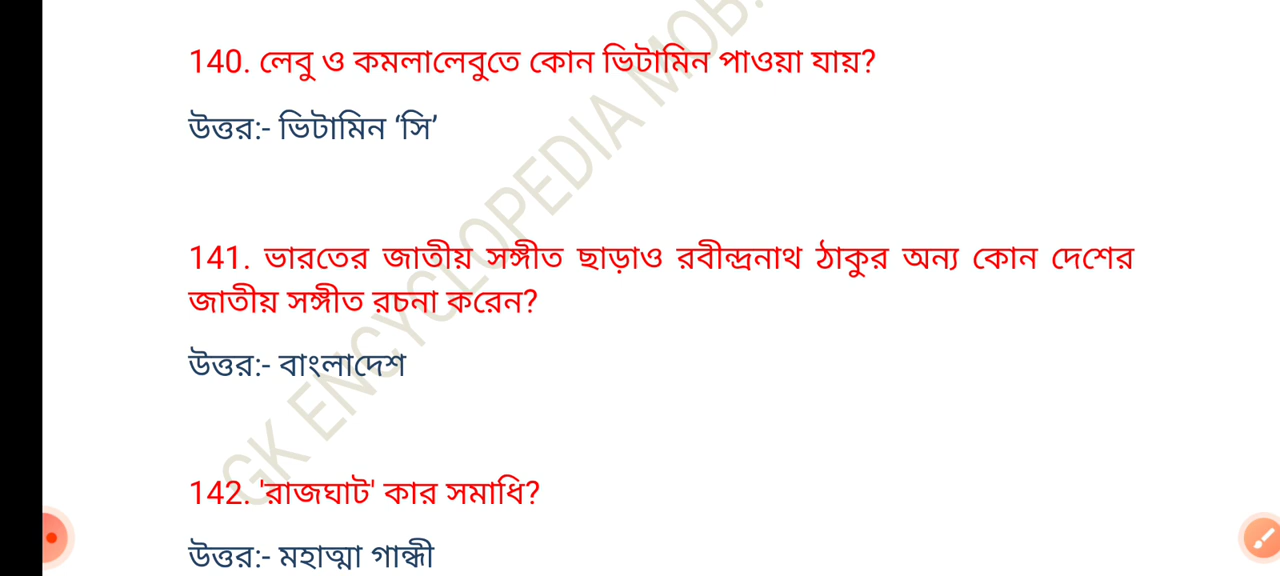 140. লেবু ও কমলালেবুতে কোন ভিটামিন পাওয়া যায়?
উত্তর:- ভিটামিন ‘সি’
141. ভারতের জাতীয় সঙ্গীত ছাড়াও রবীন্দ্রনাথ ঠাকুর অন্য কোন দেশের
জাতীয় সঙ্গীত রচনা করেন?
উত্তর:- বাংলাদেশ
142. 'রাজঘাট' কার সমাধি?
উত্তর:- মহাত্মা গান্ধী
GK ENCYCLOPEDIA MOB.